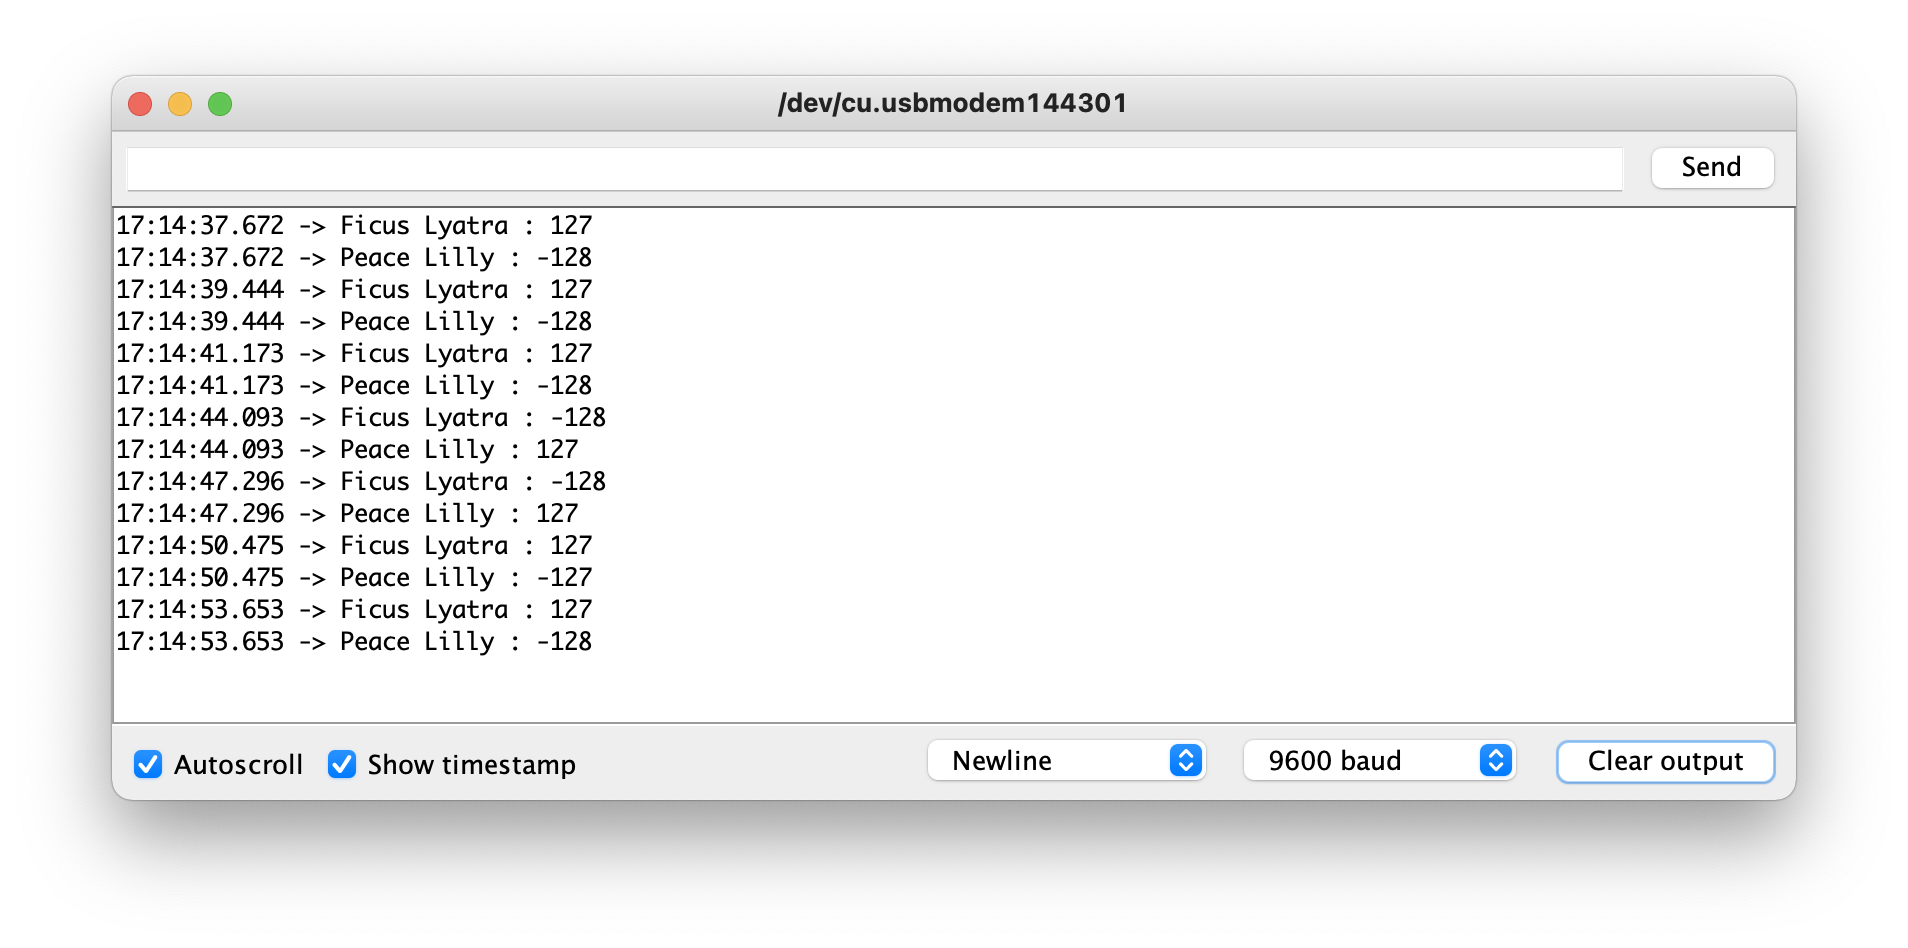 /dev/cu.usbmodem144301
Send
17:14:37.672 -> Ficus Lyatra : 127
17:14:37.672 -> Peace Lilly : -128
17:14:39.444 -> Ficus Lyatra : 127
17:14:39.444 -> Peace Lilly : -128
17:14:41.173 -> Ficus Lyatra : 127
17:14:41.173 -> Peace Lilly : -128
17:14:44.093 -> Ficus Lyatra : -128
17:14:44.093 -> Peace Lilly : 127
17:14:47.296 -> Ficus Lyatra : -128
17:14:47.296 -> Peace Lilly : 127
17:14:50.475 -> Ficus Lyatra : 127
17:14:50.475 -> Peace Lilly : -127
17:14:53.653 -> Ficus Lyatra : 127
17:14:53.653 -> Peace Lilly : -128
Autoscroll Show timestamp Newline 9600 baud Clear output